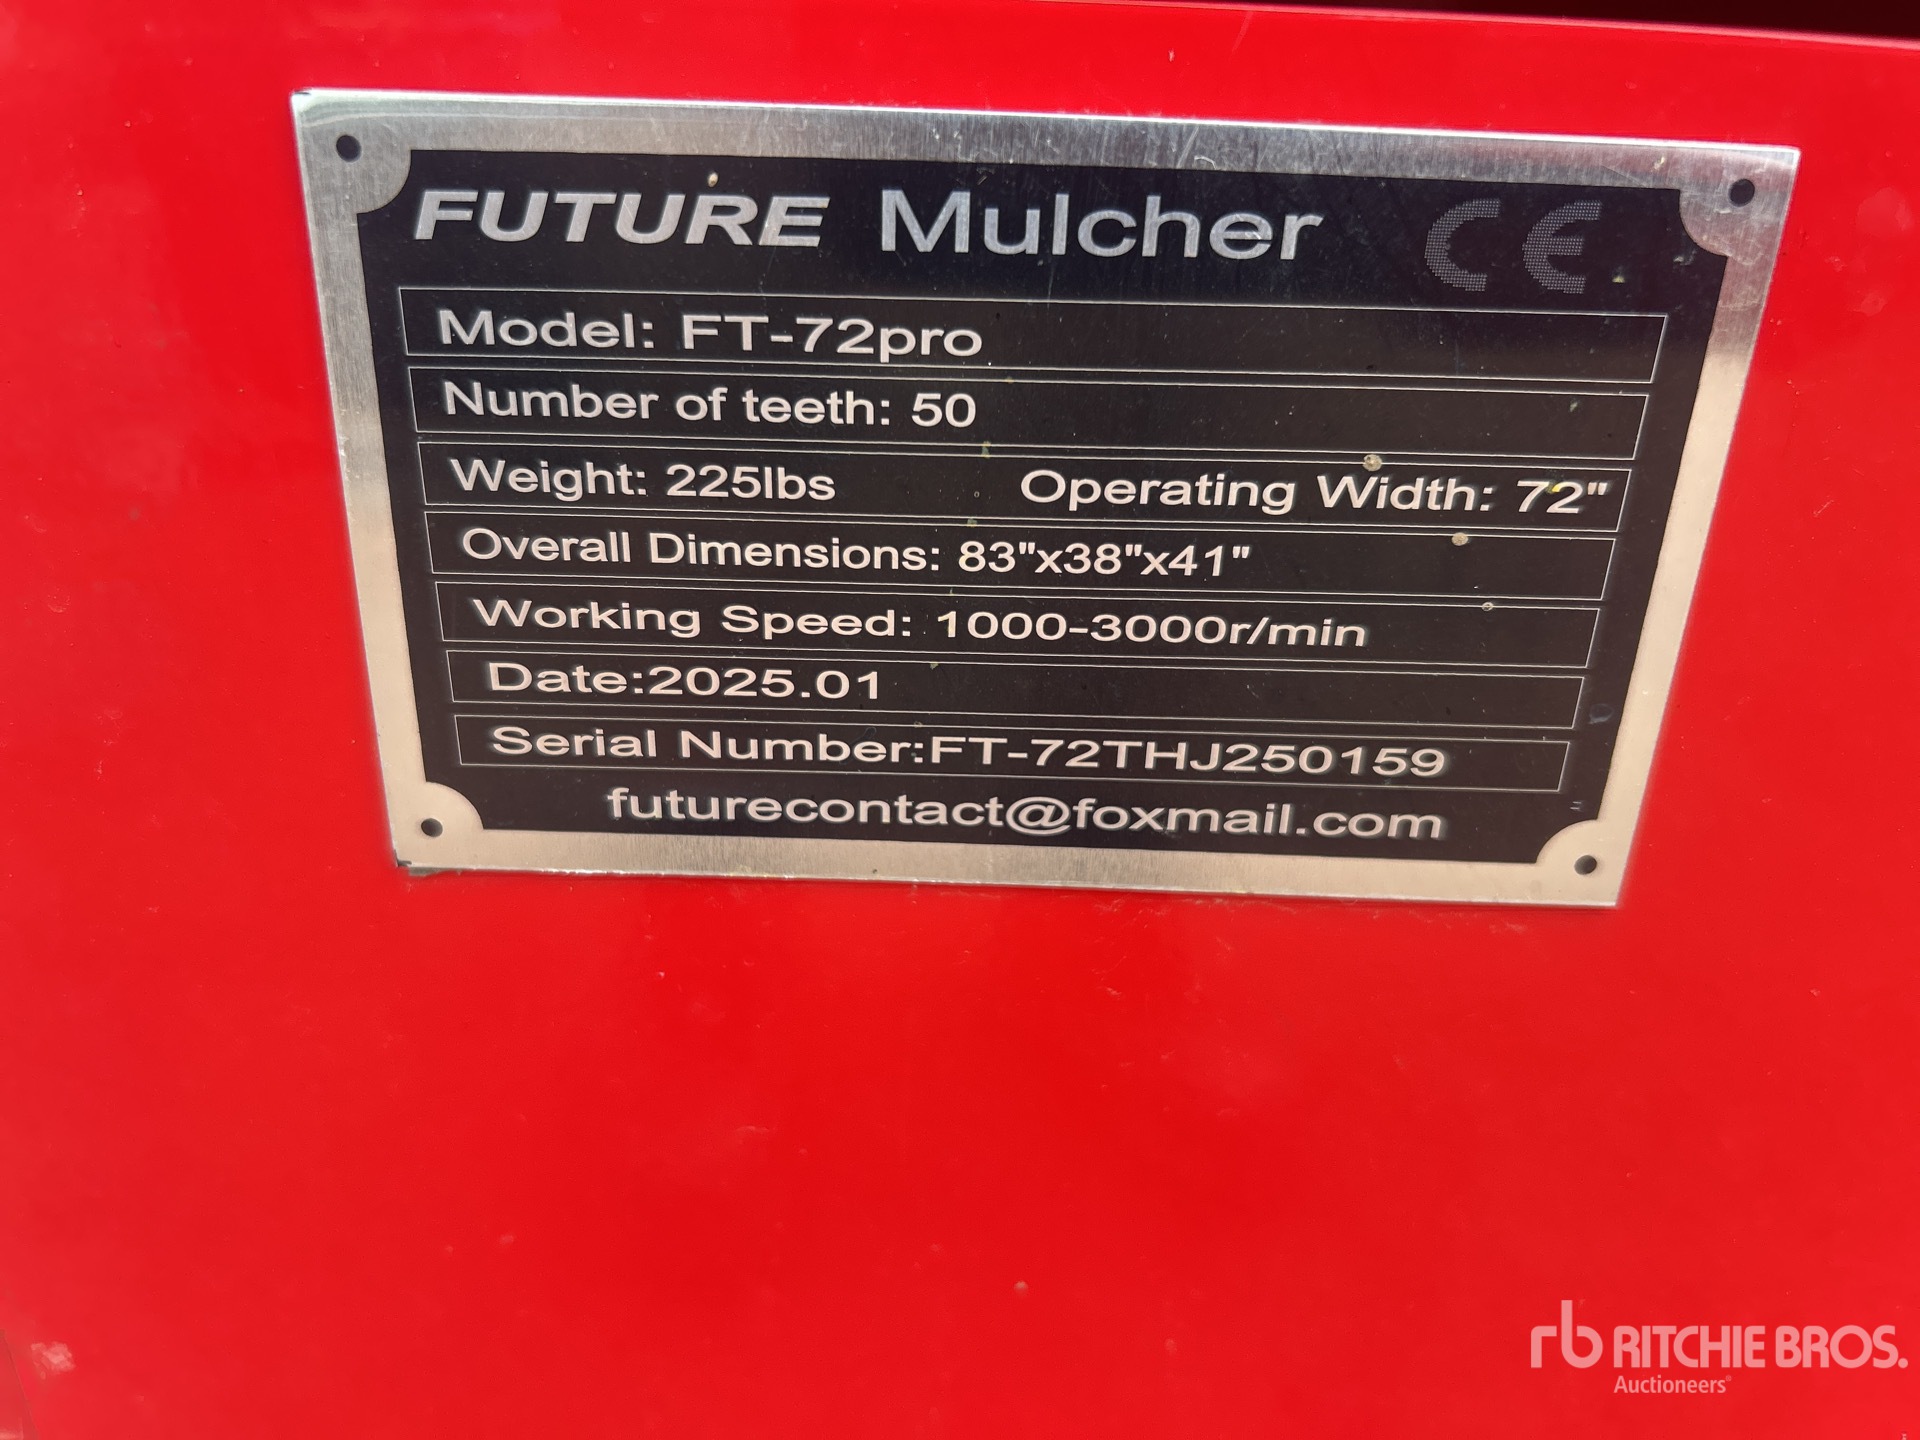 FUTURE Mulcher CE
Model: FT-72pro
Number of teeth: 50
Weight: 225lbs Operating Width: 72"
Overall Dimensions: 83"x38"x41"
Working Speed: 1000-3000r/min
Date:2025.01
Serial Number:FT-72THJ250159
futurecontact@foxmail.com
rb RITCHIE BROS.
Auctioneers®